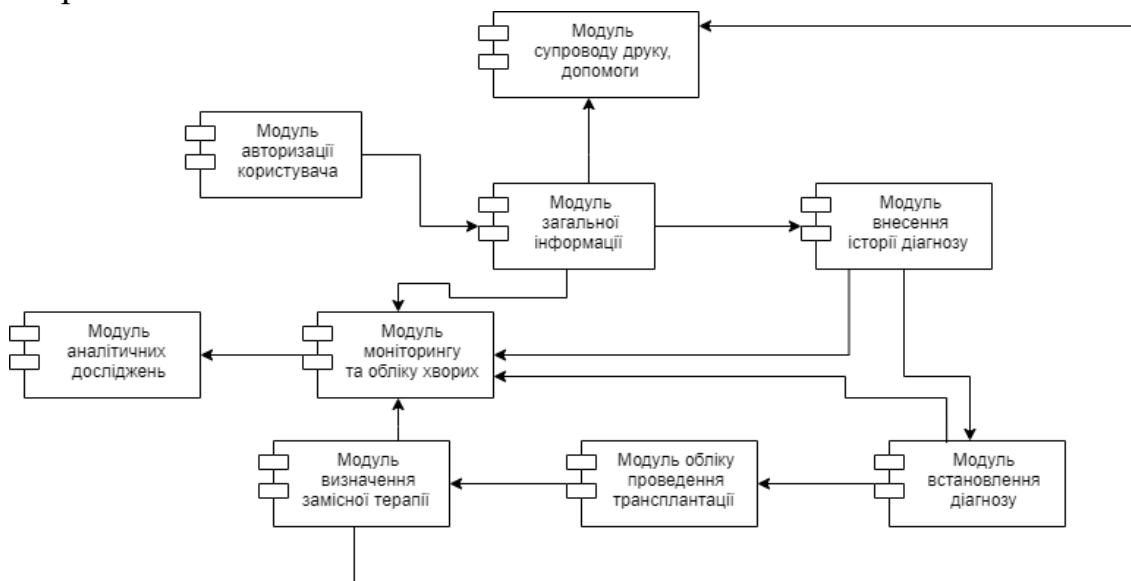 Модуль
супроводу друку,
допомоги
Модуль
авторизації
користувача
Модуль
загальної
інформації
Модуль
внесення
історії діагнозу
Модуль
аналітичних
досліджень
Модуль
моніторингу
та обліку хворих
Модуль
визначення
замісної терапії
Модуль обліку
проведення
трансплантації
Модуль
встановлення
діагнозу